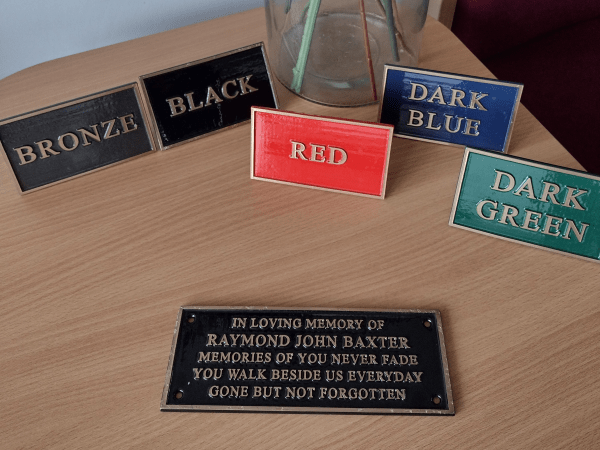 BRONZE
BLACK
RED
DARK
BLUE
DARK
GREEN
IN LOVING MEMORY OF
RAYMOND JOHN BAXTER
MEMORIES OF YOU NEVER FADE
YOU WALK BESIDE US EVERYDAY
GONE BUT NOT FORGOTTEN